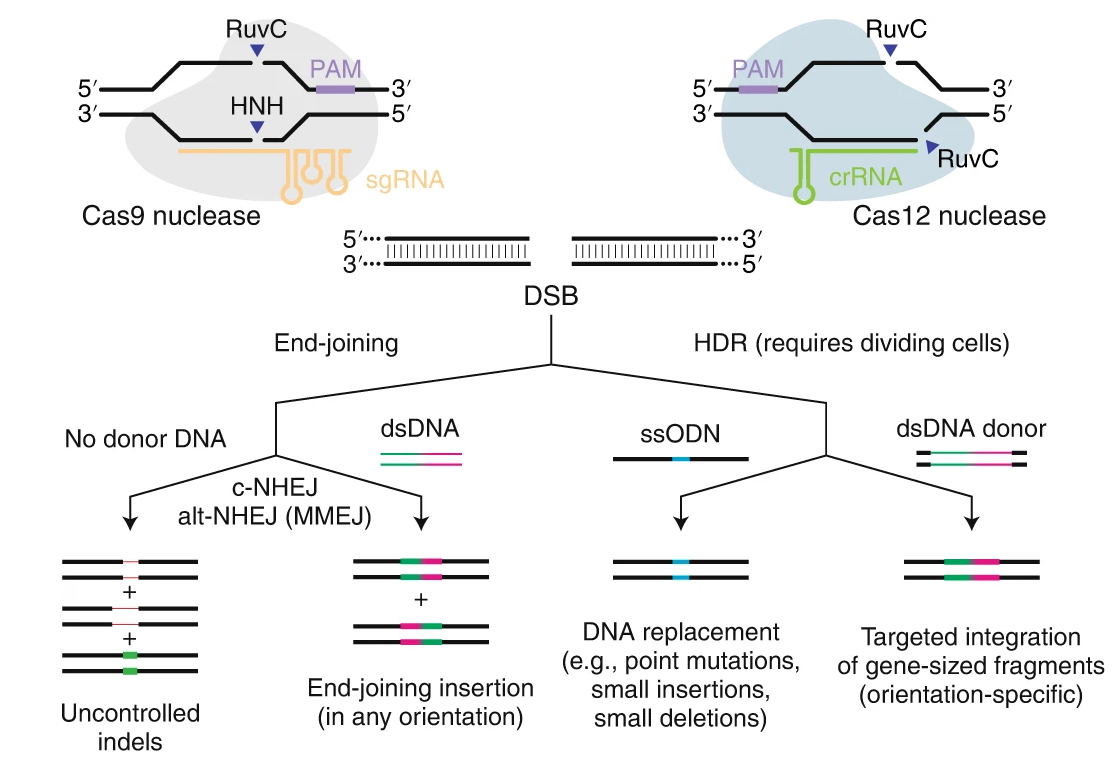 RuvC
PAM
5′
3′
3′
5′
HNH
sgRNA
Cas9 nuclease
RuvC
PAM
5′
3′
3′
5′
RuvC
crRNA
Cas12 nuclease
5′
3′
3′
5′
DSB
End-joining
HDR (requires dividing cells)
No donor DNA
dsDNA
c-NHEJ
alt-NHEJ (MMEJ)
ssODN
dsDNA donor
+
+
Uncontrolled
indels
+
End-joining insertion
(in any orientation)
DNA replacement
(e.g., point mutations,
small insertions,
small deletions)
Targeted integration
of gene-sized fragments
(orientation-specific)